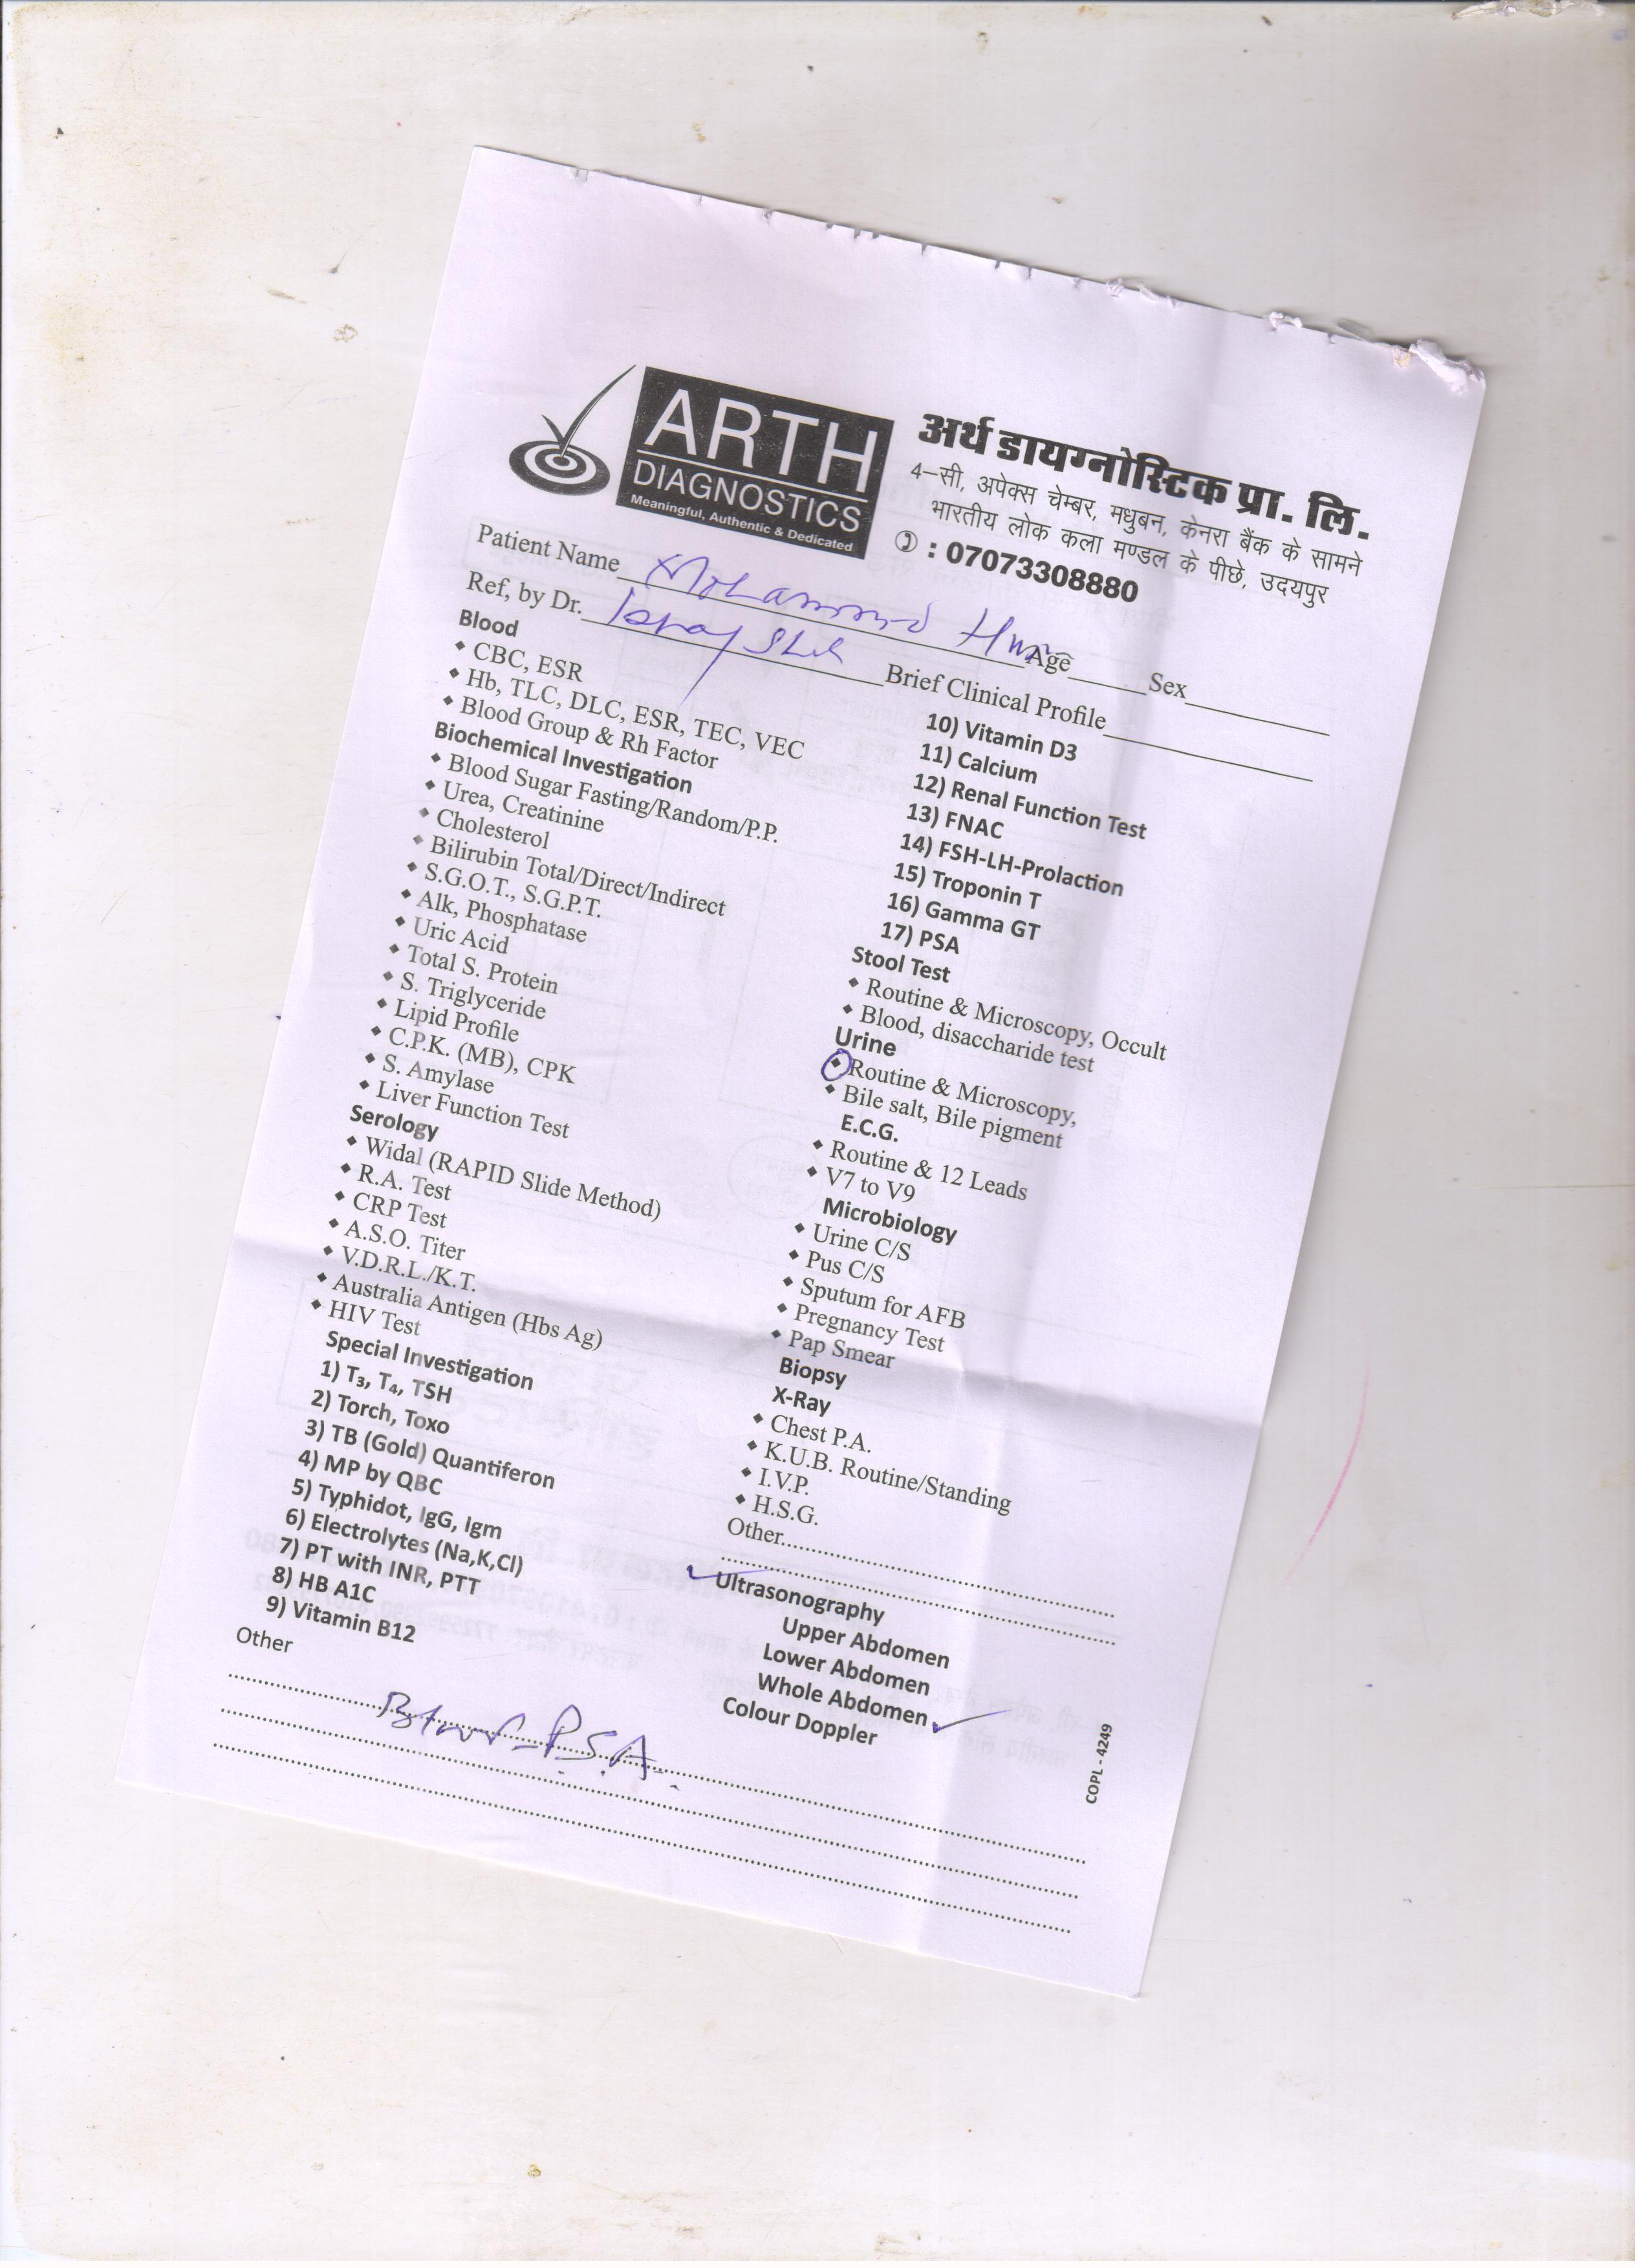 ARTH
DIAGNOSTICS
Meaningful, Authentic & Dedicated
अर्थ डायग्नोस्टिक प्रा. लि.
4–सी, अपेक्स चेम्बर, मधुबन, केनरा बैंक के सामने
भारतीय लोक कला मण्डल के पीछे, उदयपुर
: 07073308880
Patient Name Mohammed Age Sex
Ref, by Dr. Brief Clinical Profile
Blood
CBC, ESR
Hb, TLC, DLC, ESR, TEC, VEC
Blood Group & Rh Factor
Biochemical Investigation
Blood Sugar Fasting/Random/P.P.
Urea, Creatinine
Cholesterol
Bilirubin Total/Direct/Indirect
S.G.O.T., S.G.P.T.
Alk, Phosphatase
Uric Acid
Total S. Protein
S. Triglyceride
Lipid Profile
C.P.K. (MB), CPK
S. Amylase
Liver Function Test
Serology
Widal (RAPID Slide Method)
R.A. Test
CRP Test
A.S.O. Titer
V.D.R.L./K.T.
Australia Antigen (Hbs Ag)
HIV Test
Special Investigation
1) T₃, T₄, TSH
2) Torch, Toxo
3) TB (Gold) Quantiferon
4) MP by QBC
5) Typhidot, IgG, Igm
6) Electrolytes (Na,K,Cl)
7) PT with INR, PTT
8) HB A1C
9) Vitamin B12
Other
P.S.A.
10) Vitamin D3
11) Calcium
12) Renal Function Test
13) FNAC
14) FSH-LH-Prolaction
15) Troponin T
16) Gamma GT
17) PSA
Stool Test
Routine & Microscopy, Occult
Blood, disaccharide test
Urine
Routine & Microscopy,
Bile salt, Bile pigment
E.C.G.
Routine & 12 Leads
V7 to V9
Microbiology
Urine C/S
Pus C/S
Sputum for AFB
Pregnancy Test
Pap Smear
Biopsy
X-Ray
Chest P.A.
K.U.B. Routine/Standing
I.V.P.
H.S.G.
Other
Ultrasonography
Upper Abdomen
Lower Abdomen
Whole Abdomen
Colour Doppler
COPL - 4249